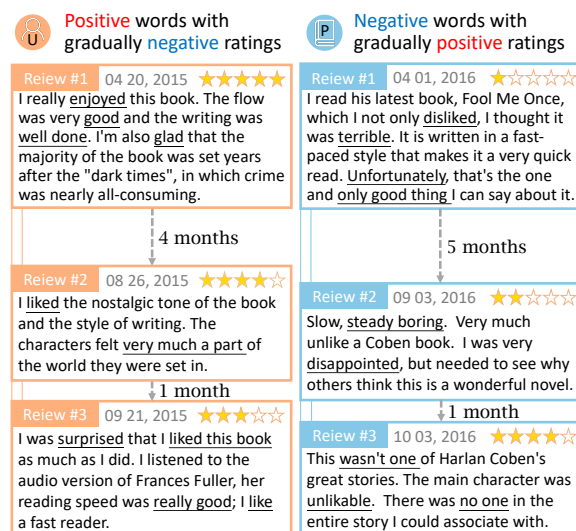 U
Positive words with
gradually negative ratings
Reiew #1 04 20, 2015
I really enjoyed this book. The flow
was very good and the writing was
well done. I'm also glad that the
majority of the book was set years
after the "dark times", in which crime
was nearly all-consuming.
4 months
Reiew #2 08 26, 2015
I liked the nostalgic tone of the book
and the style of writing. The
characters felt very much a part of
the world they were set in.
1 month
Reiew #3 09 21, 2015
I was surprised that I liked this book
as much as I did. I listened to the
audio version of Frances Fuller, her
reading speed was really good; I like
a fast reader.
P
Negative words with
gradually positive ratings
Reiew #1 04 01, 2016
I read his latest book, Fool Me Once,
which I not only disliked, I thought it
was terrible. It is written in a fast-
paced style that makes it a very quick
read. Unfortunately, that's the one
and only good thing I can say about it.
5 months
Reiew #2 09 03, 2016
Slow, steady boring. Very much
unlike a Coben book. I was very
disappointed, but needed to see why
others think this is a wonderful novel.
1 month
Reiew #3 10 03, 2016
This wasn't one of Harlan Coben's
great stories. The main character was
unlikable. There was no one in the
entire story I could associate with.